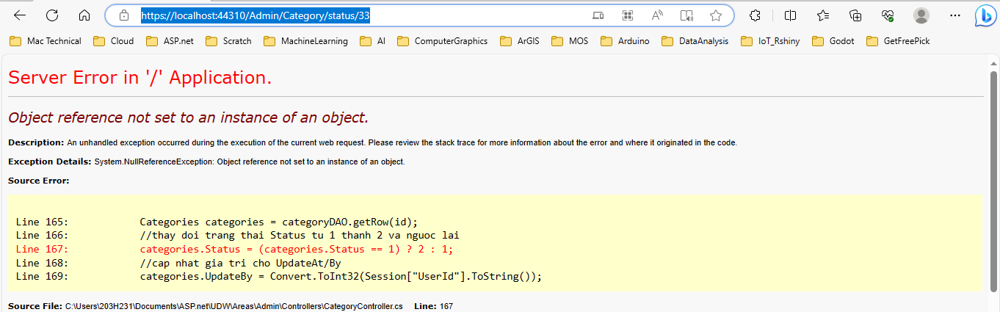 https://localhost:44310/Admin/Category/status/33
Mac Technical Cloud ASP.net Scratch MachineLearning AI ComputerGraphics ArGIS MOS Arduino DataAnalysis IoT_Rshiny Godot GetFreePick
Server Error in '/' Application.
Object reference not set to an instance of an object.
Description: An unhandled exception occurred during the execution of the current web request. Please review the stack trace for more information about the error and where it originated in the code.
Exception Details: System.NullReferenceException: Object reference not set to an instance of an object.
Source Error:
Line 165: Categories categories = categoryDAO.getRow(id);
Line 166: //thay doi trang thai Status tu 1 thanh 2 va nguoc lai
Line 167: categories.Status = (categories.Status == 1) ? 2 : 1;
Line 168: //cap nhat gia tri cho UpdateAt/By
Line 169: categories.UpdateBy = Convert.ToInt32(Session["UserId"].ToString());
Source File: C:\Users\203H231\Documents\ASP.net\UDW\Areas\Admin\Controllers\CategoryController.cs Line: 167